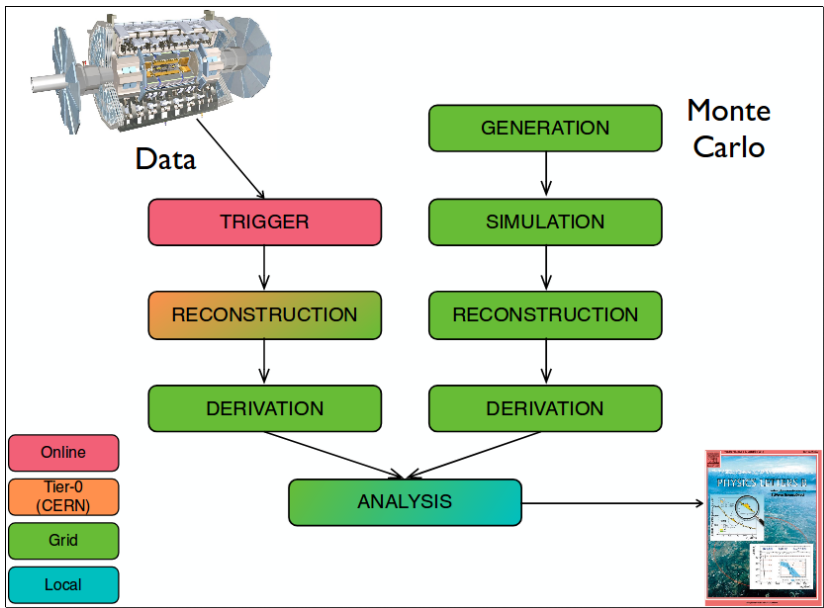 Data
Monte
Carlo
TRIGGER
RECONSTRUCTION
DERIVATION
GENERATION
SIMULATION
RECONSTRUCTION
DERIVATION
ANALYSIS
Online
Tier-0
(CERN)
Grid
Local
PHYSICS LETTERS B